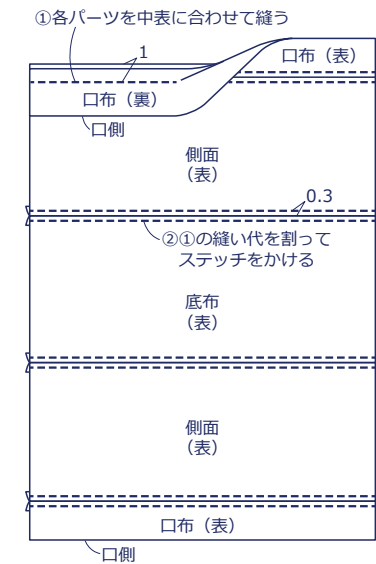 ①各パーツを中表に合わせて縫う
口布（表）
1
口布（裏）
口側
側面
（表）
0.3
②①の縫い代を割って
ステッチをかける
底布
（表）
側面
（表）
口布（表）
口側